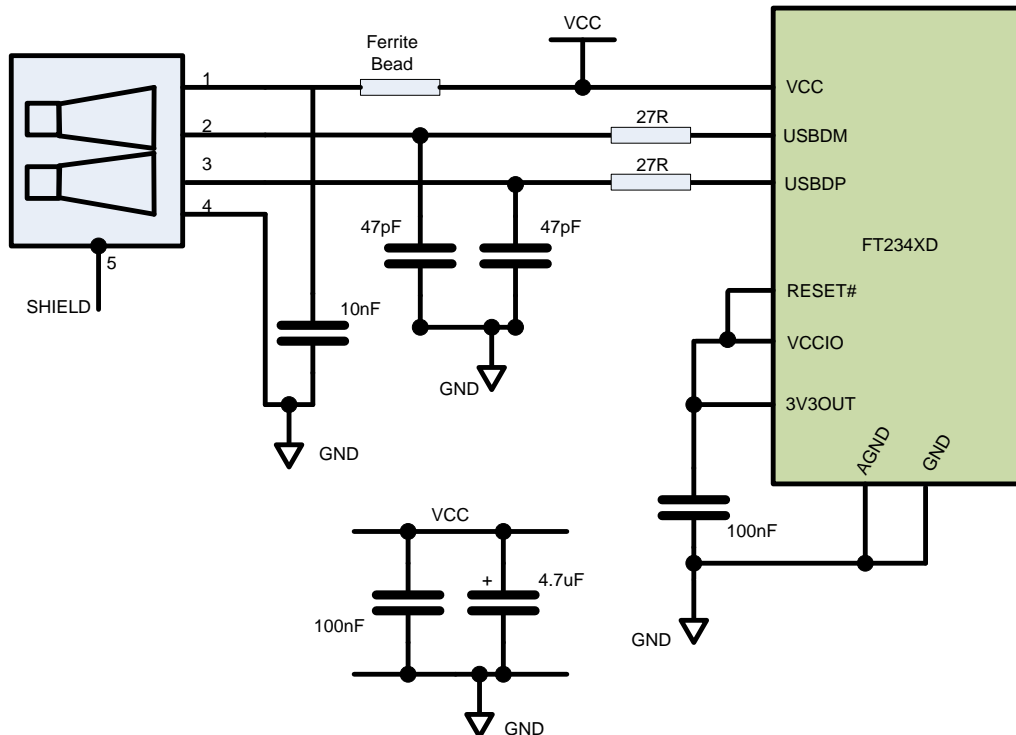 VCC
Ferrite
Bead
1
VCC
27R
2
USBDM
27R
3
USBDP
4
47pF
47pF
FT234XD
5
SHIELD
RESET#
10nF
VCCIO
GND
3V3OUT
GND
AGND
GND
VCC
100nF
+
4.7uF
100nF
GND
GND